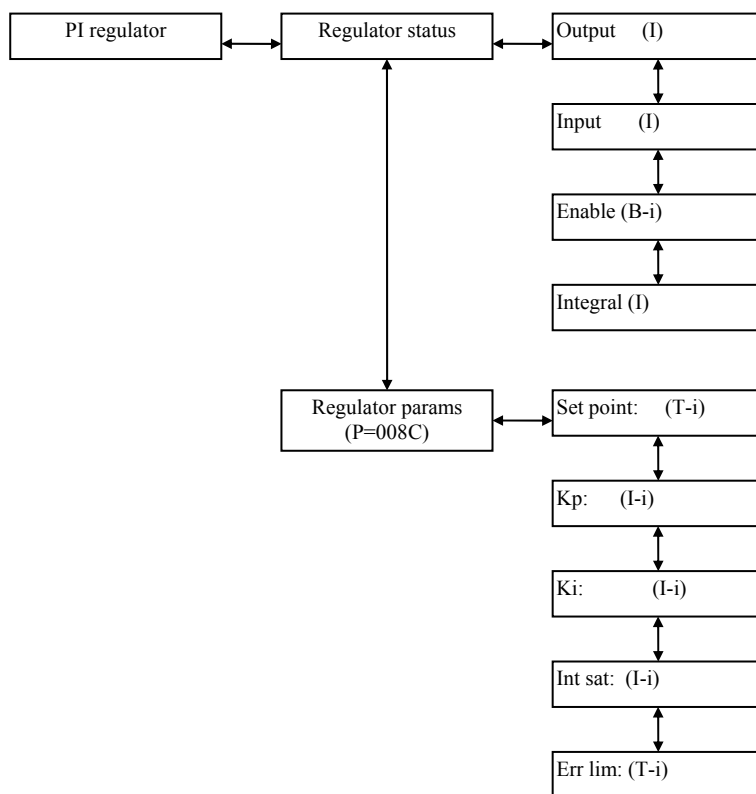 PI regulator
Regulator status
Output (I)
Input (I)
Enable (B-i)
Integral (I)
Regulator params
(P=008C)
Set point: (T-i)
Kp: (I-i)
Ki: (I-i)
Int sat: (I-i)
Err lim: (T-i)